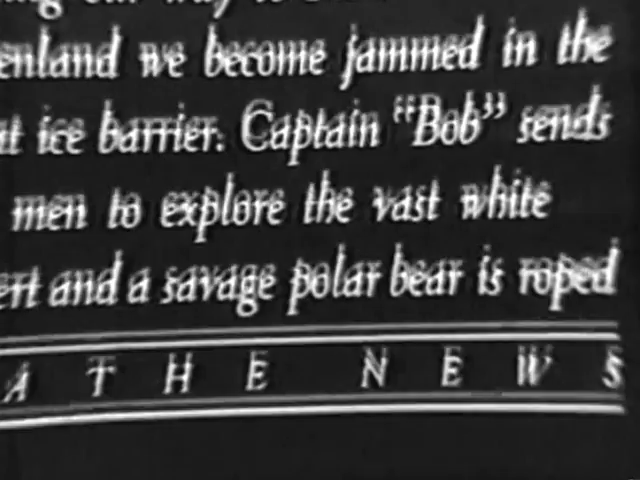 we become jammed in the
ice barrier. Captain “Bob” sends
men to explore the vast white
and a savage polar bear is roped
A T H E N E W S